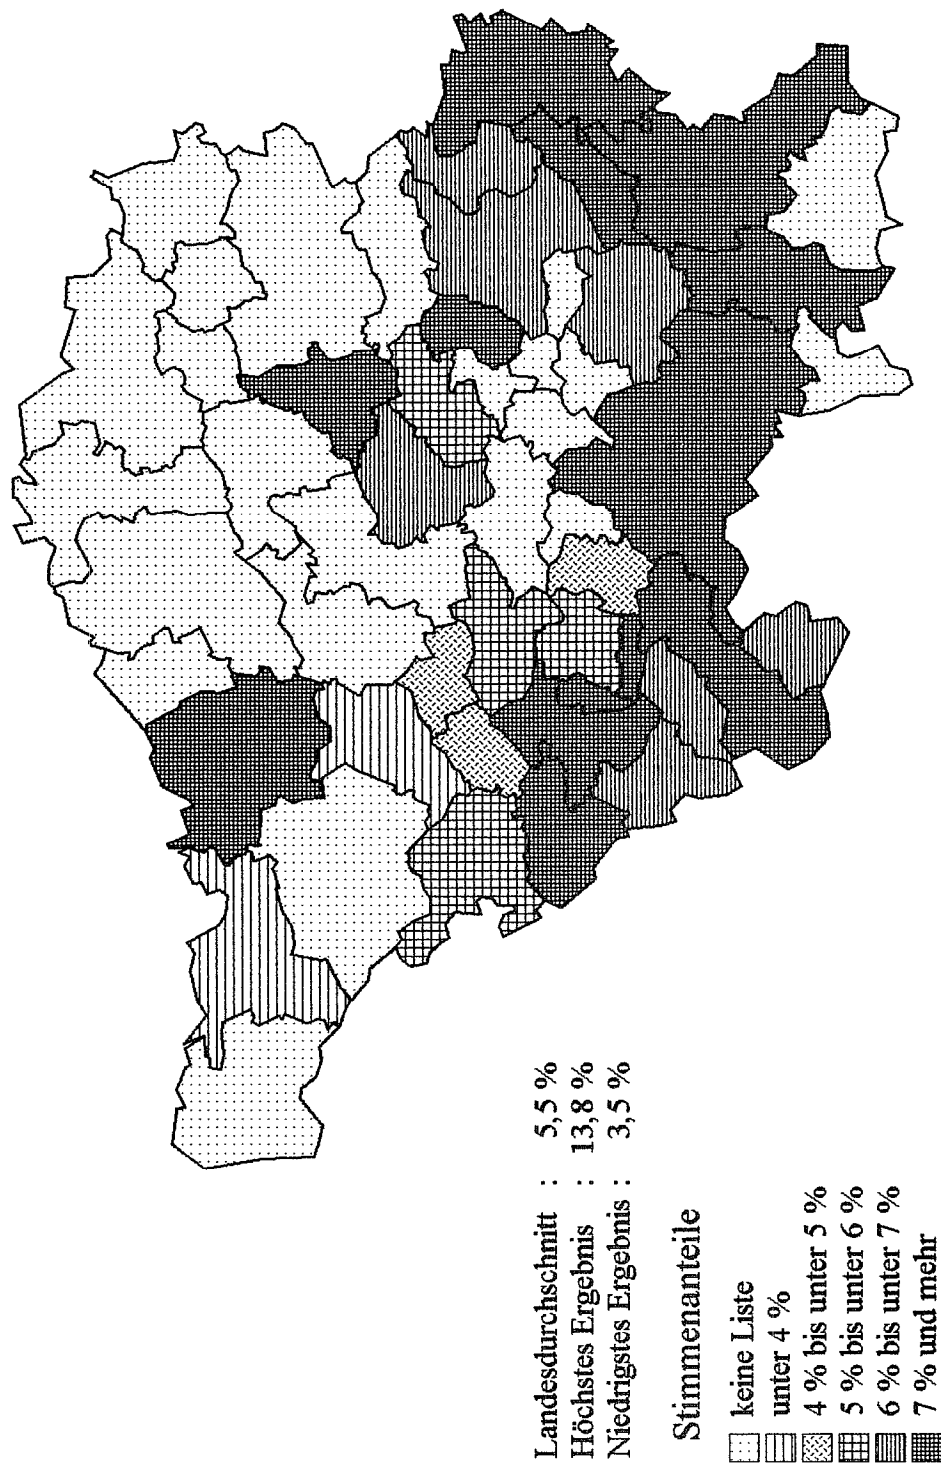 Landesdurchschnitt : 5,5 %
Höchstes Ergebnis : 13,8 %
Niedrigstes Ergebnis : 3,5 %
Stimmenanteile
keine Liste
unter 4 %
4 % bis unter 5 %
5 % bis unter 6 %
6 % bis unter 7 %
7 % und mehr